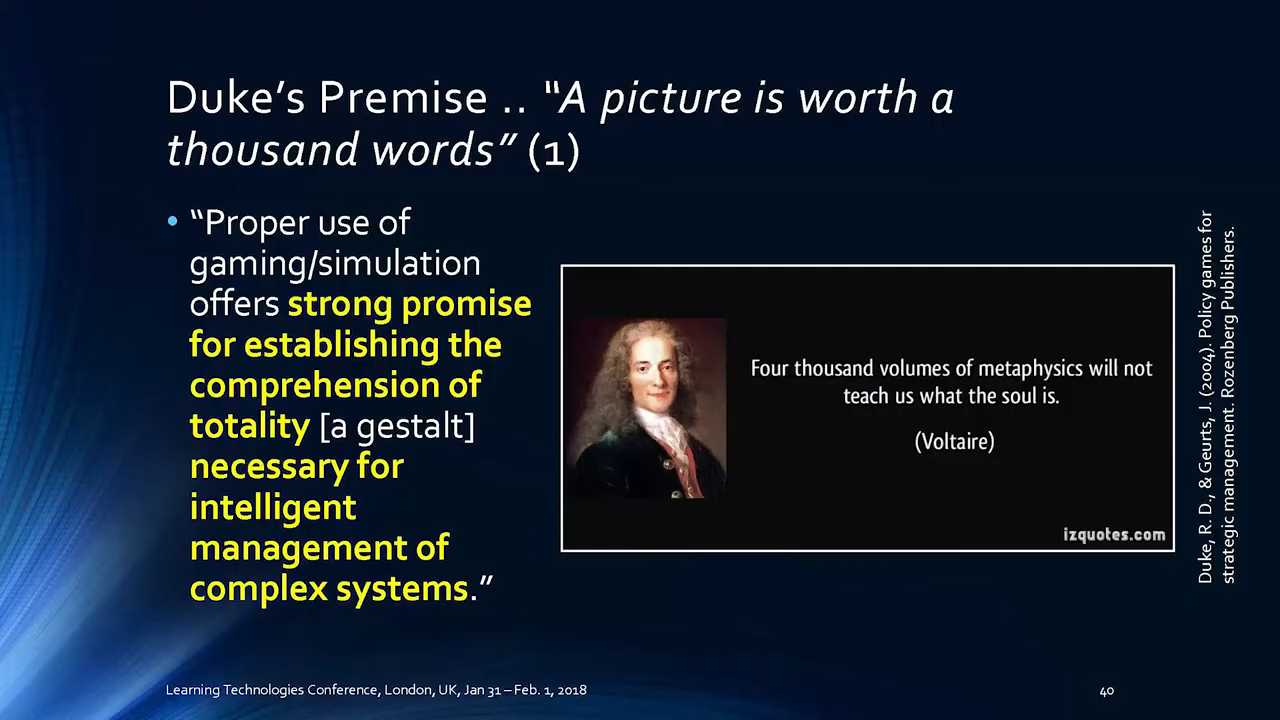 Duke’s Premise .. “A picture is worth a
thousand words” (1)
• “Proper use of
gaming/simulation
offers strong promise
for establishing the
comprehension of
totality [a gestalt]
necessary for
intelligent
management of
complex systems.”
Four thousand volumes of metaphysics will not
teach us what the soul is.
(Voltaire)
izquotes.com
Duke, R. D., & Geurts, J. (2004). Policy games for
strategic management. Rozenberg Publishers.
Learning Technologies Conference, London, UK, Jan 31 – Feb. 1, 2018
40